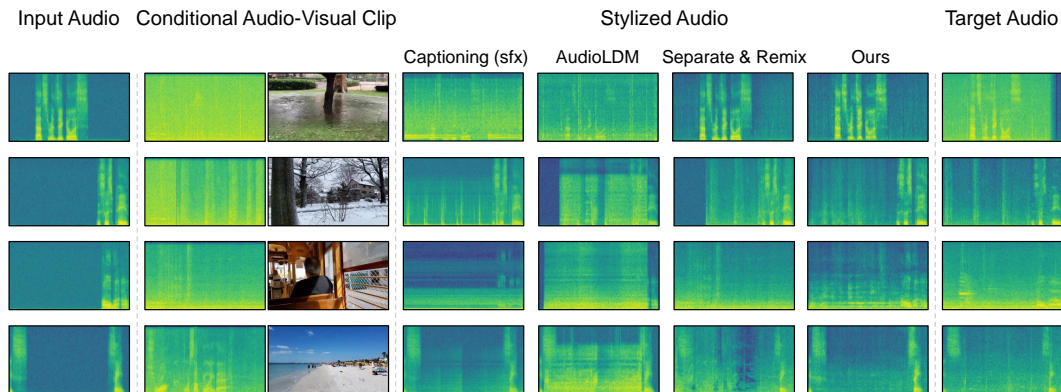 Input Audio Conditional Audio-Visual Clip Stylized Audio Target Audio
Captioning (sfx) AudioLDM Separate & Remix Ours